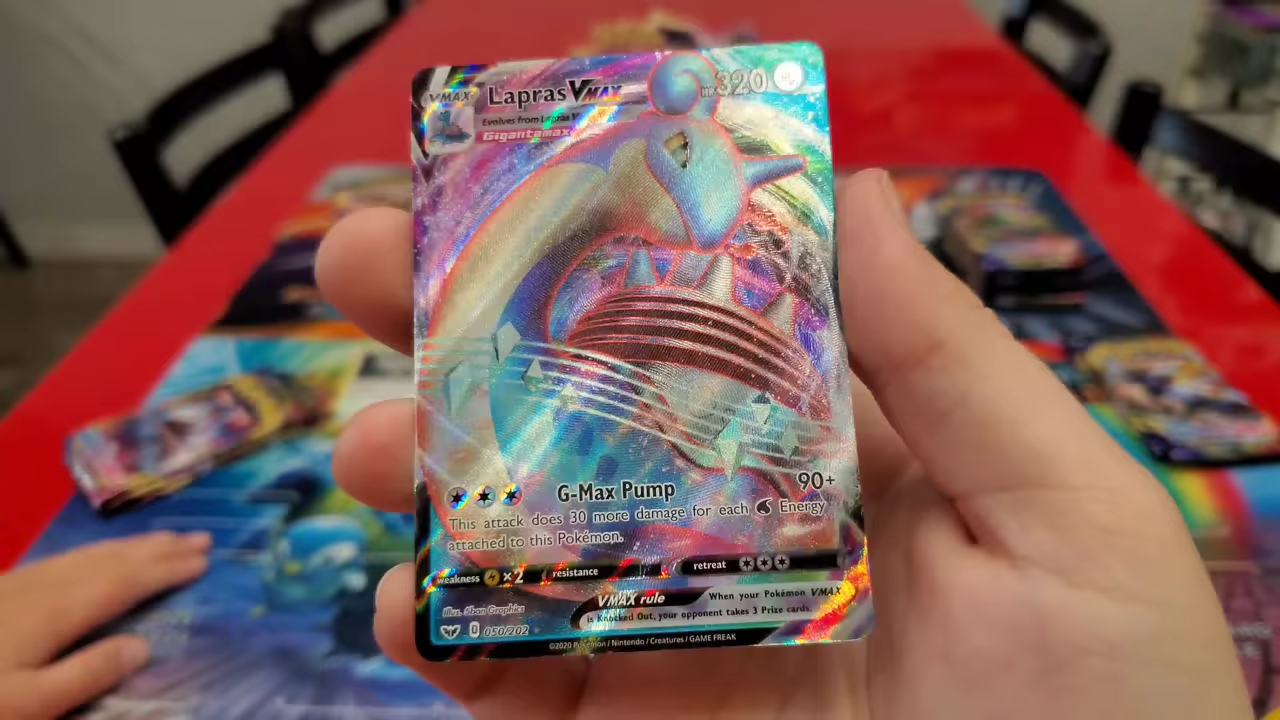 VMAX
Lapras VMAX
HP 320
Evolves from Lapras V
Gigantamax
G-Max Pump 90+
This attack does 30 more damage for each Energy
attached to this Pokémon.
weakness ×2 resistance retreat
VMAX rule When your Pokémon VMAX
is Knocked Out, your opponent takes 3 Prize cards.
Illus. 5ban Graphics
D 050/202
©2020 Pokémon / Nintendo / Creatures / GAME FREAK